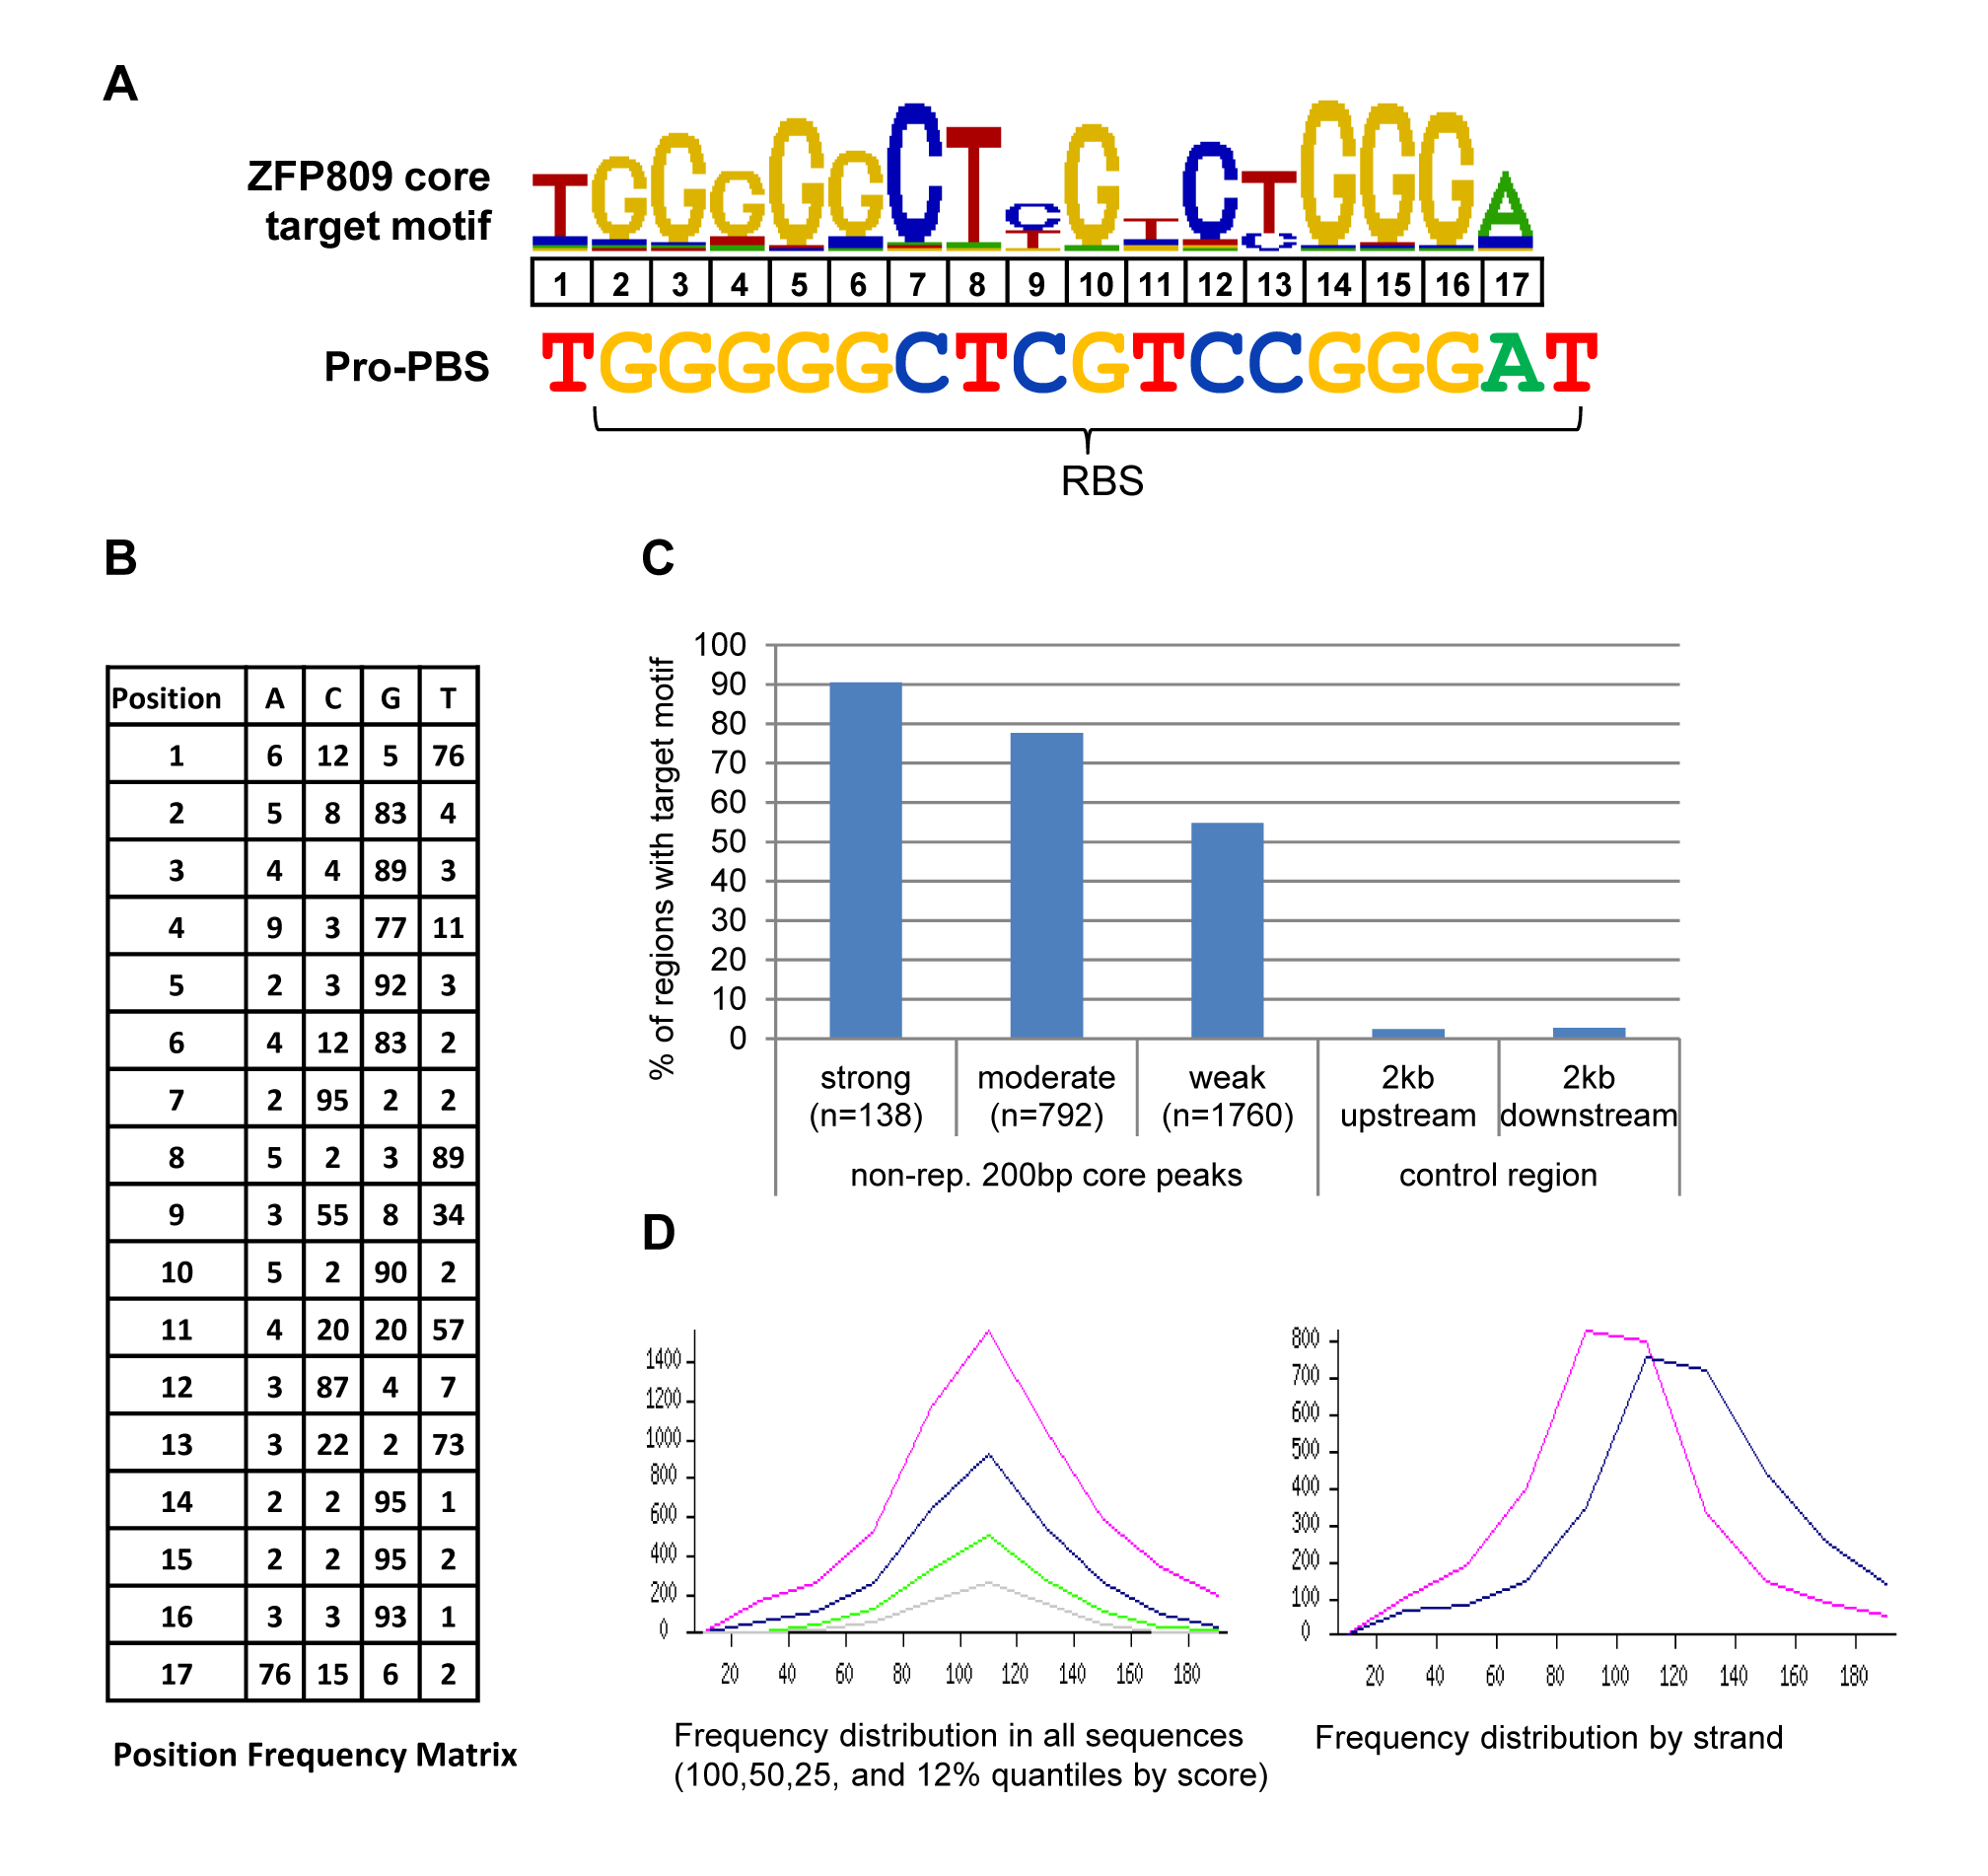 A
ZFP809 core
target motif
TGGGGGCTCGTCTGGGA
1 2 3 4 5 6 7 8 9 10 11 12 13 14 15 16 17
Pro-PBS
TGGGGGCTCGTCCGGGAT
RBS
B
Position A C G T
1 6 12 5 76
2 5 8 83 4
3 4 4 89 3
4 9 3 77 11
5 2 3 92 3
6 4 12 83 2
7 2 95 2 2
8 5 2 3 89
9 3 55 8 34
10 5 2 90 2
11 4 20 20 57
12 3 87 4 7
13 3 22 2 73
14 2 2 95 1
15 2 2 95 2
16 3 3 93 1
17 76 15 6 2
Position Frequency Matrix
C
% of regions with target motif
100
90
80
70
60
50
40
30
20
10
0
strong
(n=138)
moderate
(n=792)
weak
(n=1760)
2kb
upstream
2kb
downstream
non-rep. 200bp core peaks
control region
D
1400
1200
1000
800
600
400
200
0
20 40 60 80 100 120 140 160 180
Frequency distribution in all sequences
(100,50,25, and 12% quantiles by score)
800
700
600
500
400
300
200
100
0
20 40 60 80 100 120 140 160 180
Frequency distribution by strand